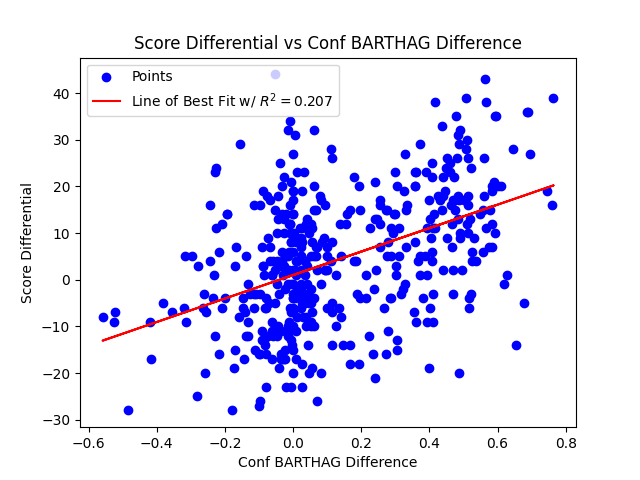 Score Differential vs Conf BARTHAG Difference
Points
Line of Best Fit w/ R² = 0.207
Score Differential
40
30
20
10
0
−10
−20
−30
−0.6 −0.4 −0.2 0.0 0.2 0.4 0.6 0.8
Conf BARTHAG Difference